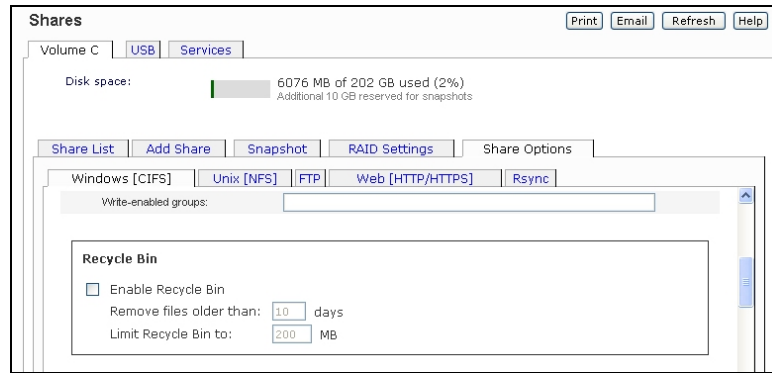 Shares
Print Email Refresh Help
Volume C USB Services
Disk space: 6076 MB of 202 GB used (2%)
Additional 10 GB reserved for snapshots
Share List Add Share Snapshot RAID Settings Share Options
Windows [CIFS] Unix [NFS] FTP Web [HTTP/HTTPS] Rsync
Write-enabled groups:
Recycle Bin
Enable Recycle Bin
Remove files older than: 10 days
Limit Recycle Bin to: 200 MB